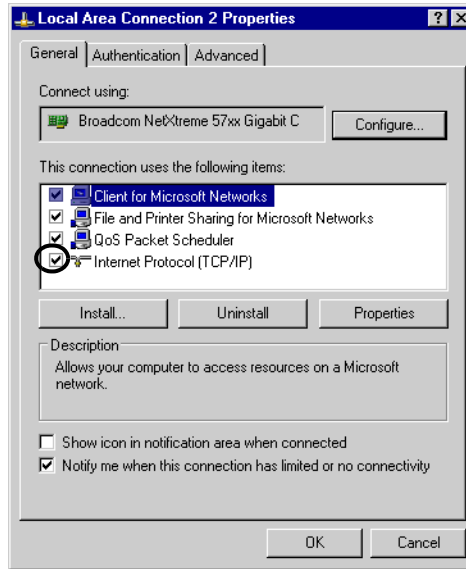 Local Area Connection 2 Properties
General Authentication Advanced
Connect using:
Broadcom NetXtreme 57xx Gigabit C Configure...
This connection uses the following items:
Client for Microsoft Networks
File and Printer Sharing for Microsoft Networks
QoS Packet Scheduler
Internet Protocol (TCP/IP)
Install... Uninstall Properties
Description
Allows your computer to access resources on a Microsoft
network.
Show icon in notification area when connected
Notify me when this connection has limited or no connectivity
OK Cancel